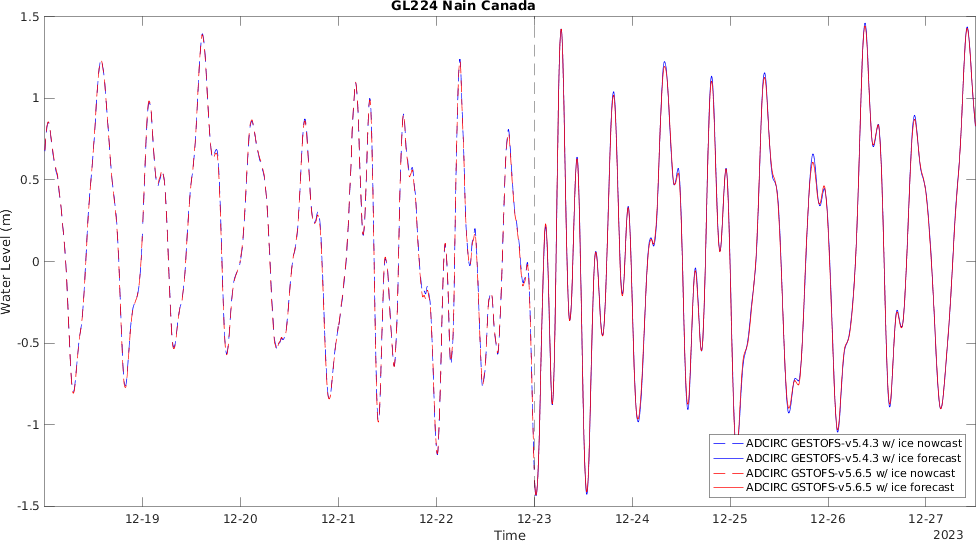 GL224 Nain Canada
1.5
1
0.5
0
-0.5
-1
-1.5
Water Level (m)
12-19 12-20 12-21 12-22 12-23 12-24 12-25 12-26 12-27
Time
2023
ADCIRC GESTOFS-v5.4.3 w/ ice nowcast
ADCIRC GESTOFS-v5.4.3 w/ ice forecast
ADCIRC GSTOFS-v5.6.5 w/ ice nowcast
ADCIRC GSTOFS-v5.6.5 w/ ice forecast